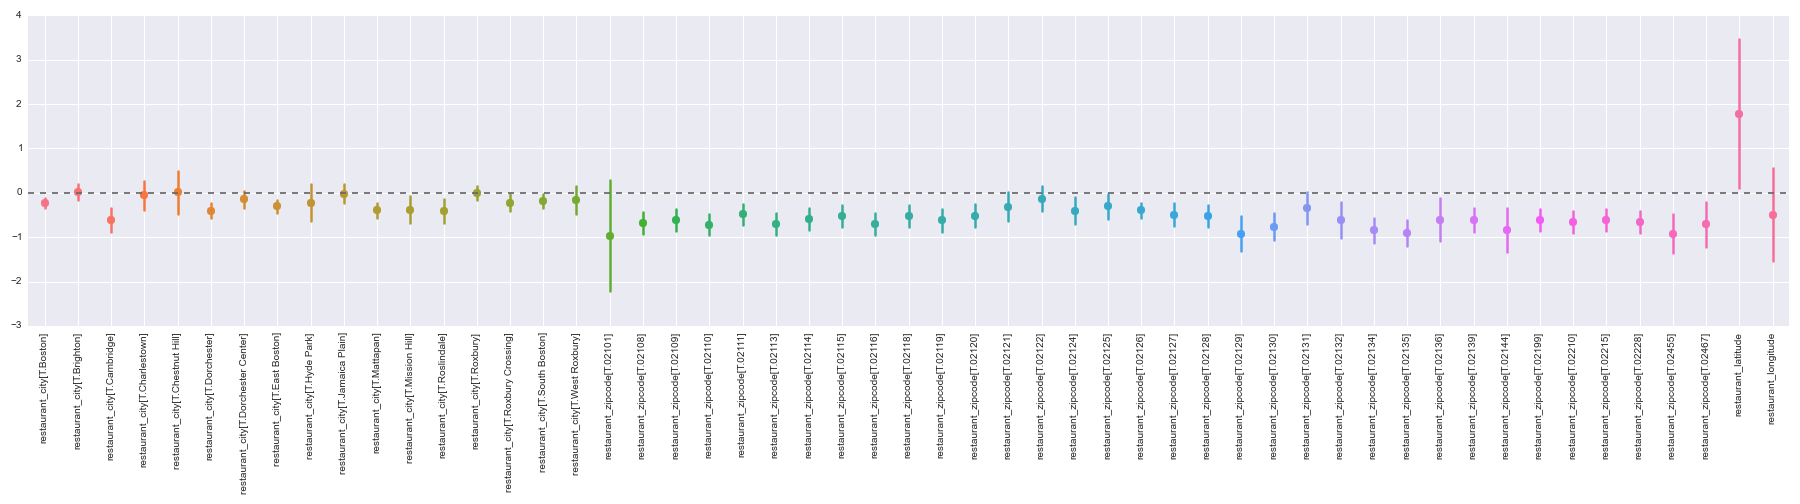 4
3
2
1
0
−1
−2
−3
restaurant_city[T.Boston]
restaurant_city[T.Brighton]
restaurant_city[T.Cambridge]
restaurant_city[T.Charlestown]
restaurant_city[T.Chestnut Hill]
restaurant_city[T.Dorchester]
restaurant_city[T.Dorchester Center]
restaurant_city[T.East Boston]
restaurant_city[T.Hyde Park]
restaurant_city[T.Jamaica Plain]
restaurant_city[T.Mattapan]
restaurant_city[T.Mission Hill]
restaurant_city[T.Roslindale]
restaurant_city[T.Roxbury]
restaurant_city[T.Roxbury Crossing]
restaurant_city[T.South Boston]
restaurant_city[T.West Roxbury]
restaurant_zipcode[T.02101]
restaurant_zipcode[T.02108]
restaurant_zipcode[T.02109]
restaurant_zipcode[T.02110]
restaurant_zipcode[T.02111]
restaurant_zipcode[T.02113]
restaurant_zipcode[T.02114]
restaurant_zipcode[T.02115]
restaurant_zipcode[T.02116]
restaurant_zipcode[T.02118]
restaurant_zipcode[T.02119]
restaurant_zipcode[T.02120]
restaurant_zipcode[T.02121]
restaurant_zipcode[T.02122]
restaurant_zipcode[T.02124]
restaurant_zipcode[T.02125]
restaurant_zipcode[T.02126]
restaurant_zipcode[T.02127]
restaurant_zipcode[T.02128]
restaurant_zipcode[T.02129]
restaurant_zipcode[T.02130]
restaurant_zipcode[T.02131]
restaurant_zipcode[T.02132]
restaurant_zipcode[T.02134]
restaurant_zipcode[T.02135]
restaurant_zipcode[T.02136]
restaurant_zipcode[T.02139]
restaurant_zipcode[T.02144]
restaurant_zipcode[T.02199]
restaurant_zipcode[T.02210]
restaurant_zipcode[T.02215]
restaurant_zipcode[T.02228]
restaurant_zipcode[T.02455]
restaurant_zipcode[T.02467]
restaurant_latitude
restaurant_longitude